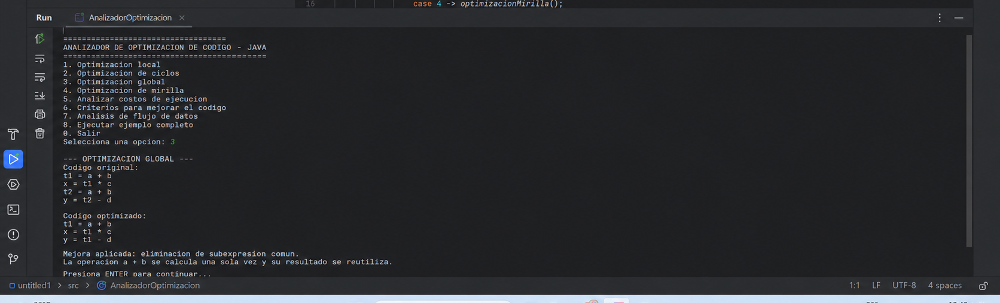 16 case 4 -> optimizacionMirilla();
Run AnalizadorOptimizacion
===================================
ANALIZADOR DE OPTIMIZACION DE CODIGO - JAVA
============================================
1. Optimizacion local
2. Optimizacion de ciclos
3. Optimizacion global
4. Optimizacion de mirilla
5. Analizar costos de ejecucion
6. Criterios para mejorar el codigo
7. Analisis de flujo de datos
8. Ejecutar ejemplo completo
0. Salir
Selecciona una opcion: 3
--- OPTIMIZACION GLOBAL ---
Codigo original:
t1 = a + b
x = t1 * c
t2 = a + b
y = t2 - d
Codigo optimizado:
t1 = a + b
x = t1 * c
y = t1 - d
Mejora aplicada: eliminacion de subexpresion comun.
La operacion a + b se calcula una sola vez y su resultado se reutiliza.
Presiona ENTER para continuar...
untitled1 > src > AnalizadorOptimizacion 1:1 LF UTF-8 4 spaces